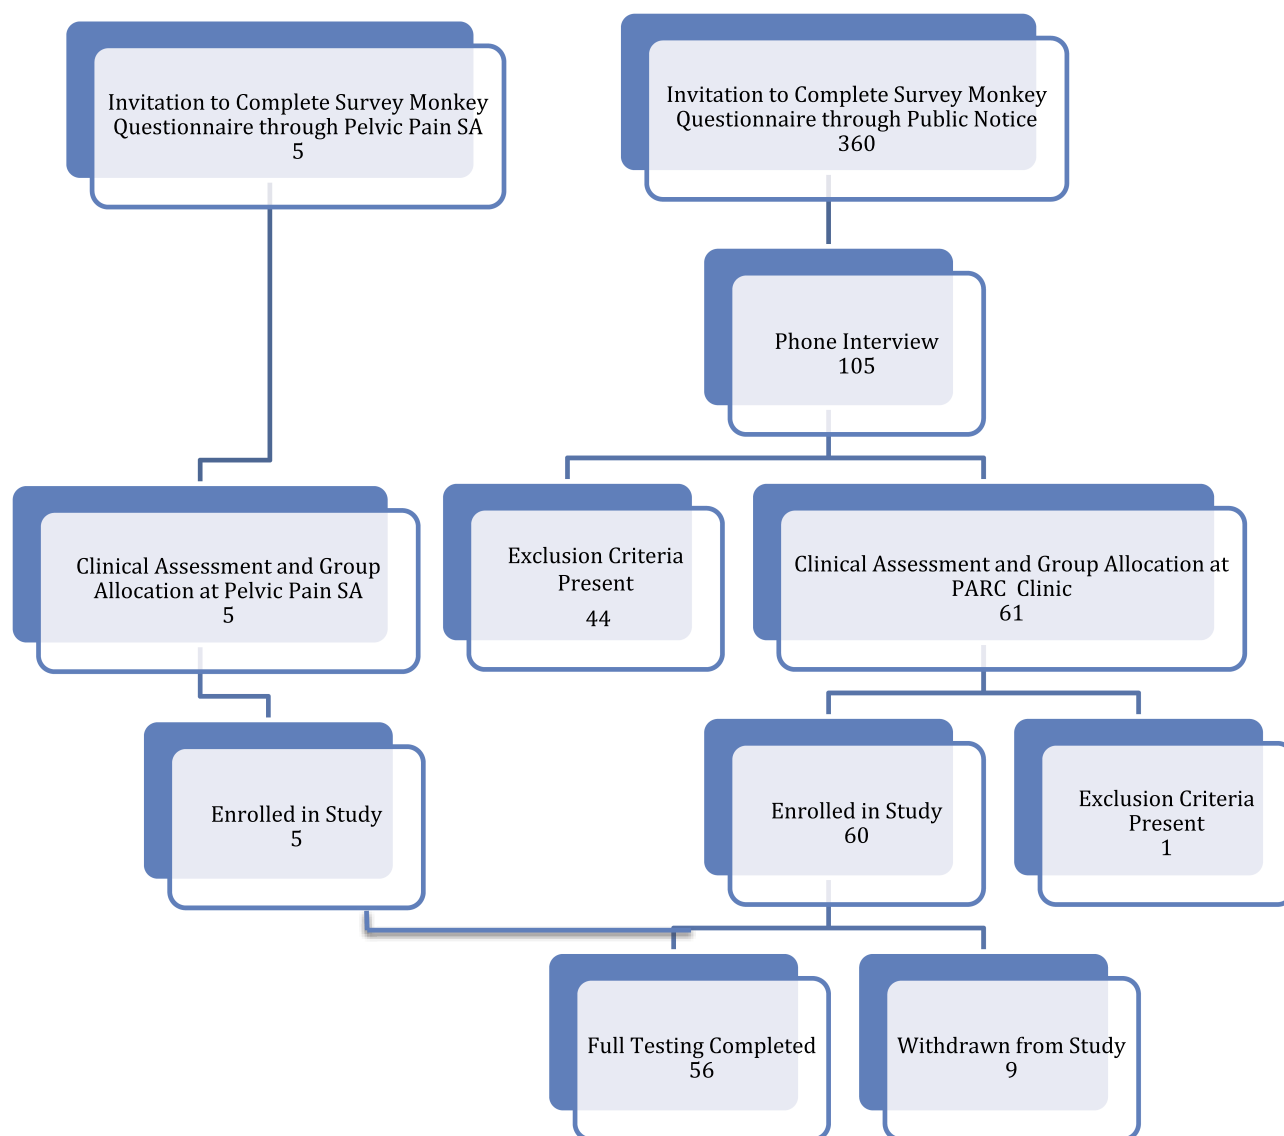 Invitation to Complete Survey Monkey
Questionnaire through Pelvic Pain SA
5
Invitation to Complete Survey Monkey
Questionnaire through Public Notice
360
Phone Interview
105
Clinical Assessment and Group
Allocation at Pelvic Pain SA
5
Exclusion Criteria
Present
44
Clinical Assessment and Group Allocation at
PARC Clinic
61
Enrolled in Study
5
Enrolled in Study
60
Exclusion Criteria
Present
1
Full Testing Completed
56
Withdrawn from Study
9